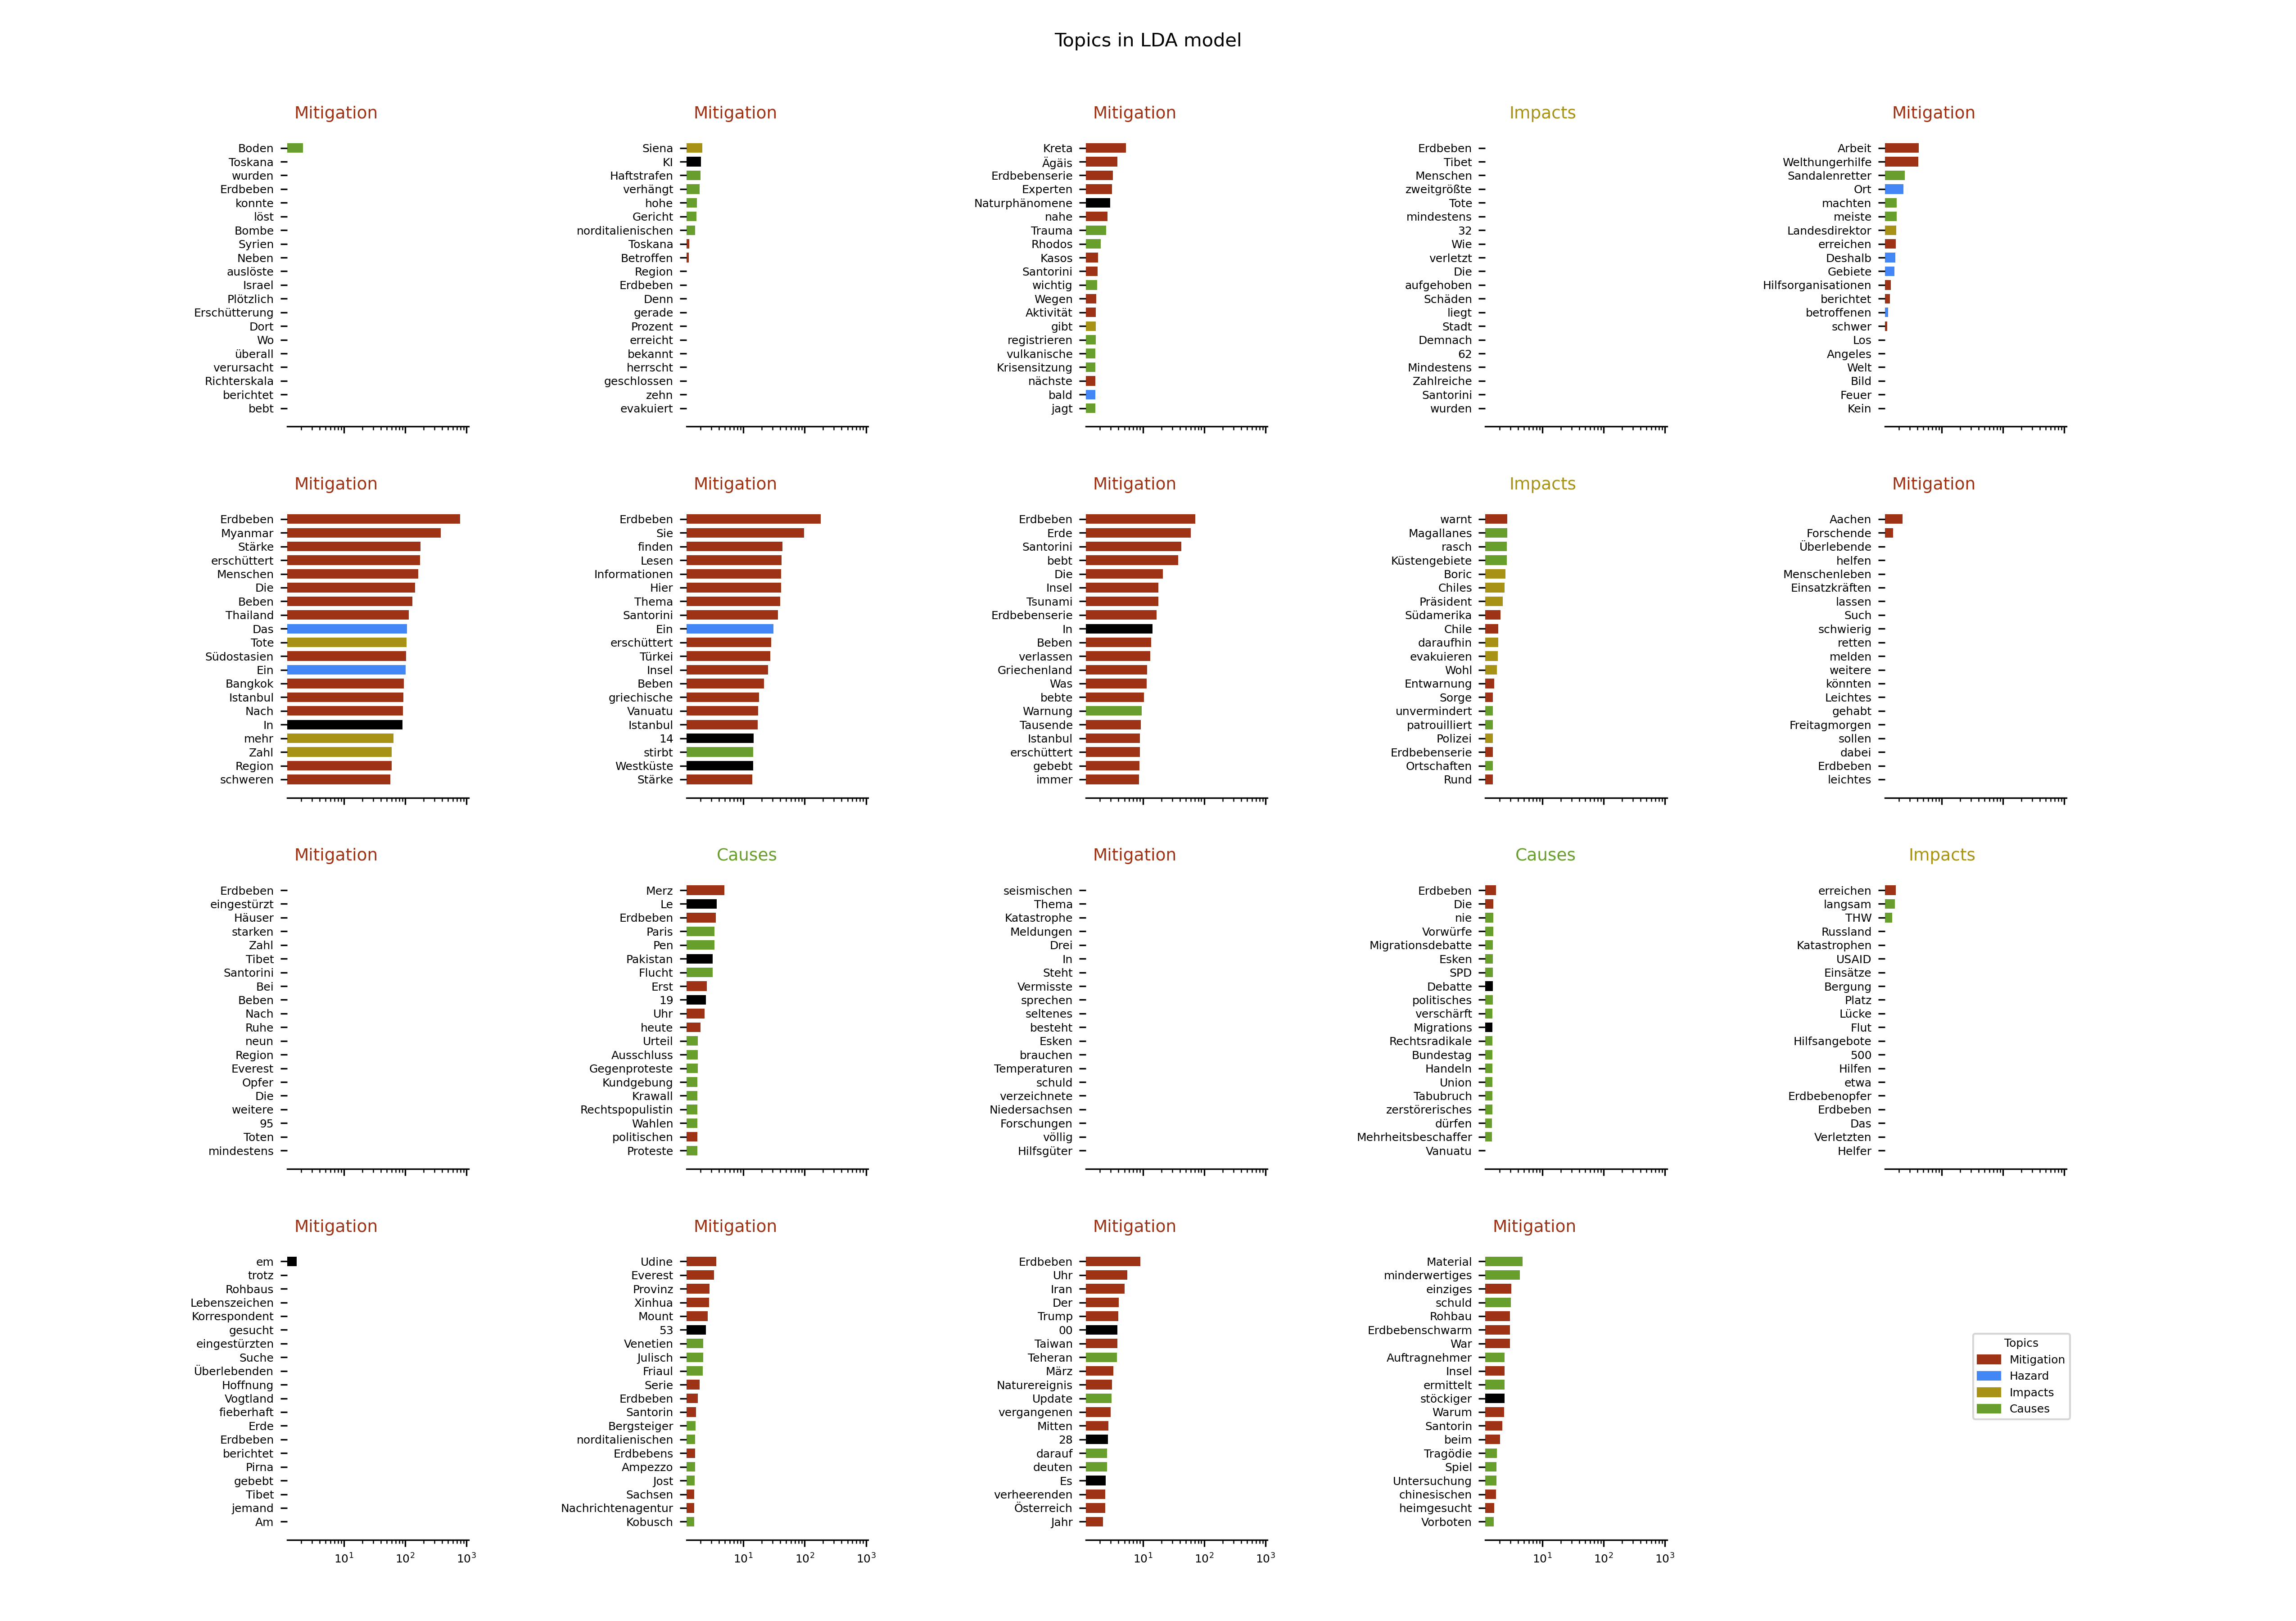 Topics in LDA model
Mitigation
Boden
Toskana
wurden
Erdbeben
konnte
löst
Bombe
Syrien
Neben
auslöste
Israel
Plötzlich
Erschütterung
Dort
Wo
überall
verursacht
Richterskala
berichtet
bebt
Mitigation
Siena
KI
Haftstrafen
verhängt
hohe
Gericht
norditalienischen
Toskana
Betroffen
Region
Erdbeben
Denn
gerade
Prozent
erreicht
bekannt
herrscht
geschlossen
zehn
evakuiert
Mitigation
Kreta
Ägäis
Erdbebenserie
Experten
Naturphänomene
nahe
Trauma
Rhodos
Kasos
Santorini
wichtig
Wegen
Aktivität
gibt
registrieren
vulkanische
Krisensitzung
nächste
bald
jagt
Impacts
Erdbeben
Tibet
Menschen
zweitgrößte
Tote
mindestens
32
Wie
verletzt
Die
aufgehoben
Schäden
liegt
Stadt
Demnach
62
Mindestens
Zahlreiche
Santorini
wurden
Mitigation
Arbeit
Welthungerhilfe
Sandalenretter
Ort
machten
meiste
Landesdirektor
erreichen
Deshalb
Gebiete
Hilfsorganisationen
berichtet
betroffenen
schwer
Los
Angeles
Welt
Bild
Feuer
Kein
Mitigation
Erdbeben
Myanmar
Stärke
erschüttert
Menschen
Die
Beben
Thailand
Das
Tote
Südostasien
Ein
Bangkok
Istanbul
Nach
In
mehr
Zahl
Region
schweren
Mitigation
Erdbeben
Sie
finden
Lesen
Informationen
Hier
Thema
Santorini
Ein
erschüttert
Türkei
Insel
Beben
griechische
Vanuatu
Istanbul
14
stirbt
Westküste
Stärke
Mitigation
Erdbeben
Erde
Santorini
bebt
Die
Insel
Tsunami
Erdbebenserie
In
Beben
verlassen
Griechenland
Was
bebte
Warnung
Tausende
Istanbul
erschüttert
gebebt
immer
Impacts
warnt
Magallanes
rasch
Küstengebiete
Boric
Chiles
Präsident
Südamerika
Chile
daraufhin
evakuieren
Wohl
Entwarnung
Sorge
unvermindert
patrouilliert
Polizei
Erdbebenserie
Ortschaften
Rund
Mitigation
Aachen
Forschende
Überlebende
helfen
Menschenleben
Einsatzkräften
lassen
Such
schwierig
retten
melden
weitere
könnten
Leichtes
gehabt
Freitagmorgen
sollen
dabei
Erdbeben
leichtes
Mitigation
Erdbeben
eingestürzt
Häuser
starken
Zahl
Tibet
Santorini
Bei
Beben
Nach
Ruhe
neun
Region
Everest
Opfer
Die
weitere
95
Toten
mindestens
Causes
Merz
Le
Erdbeben
Paris
Pen
Pakistan
Flucht
Erst
19
Uhr
heute
Urteil
Ausschluss
Gegenproteste
Kundgebung
Krawall
Rechtspopulistin
Wahlen
politischen
Proteste
Mitigation
seismischen
Thema
Katastrophe
Meldungen
Drei
In
Steht
Vermisste
sprechen
seltenes
besteht
Esken
brauchen
Temperaturen
schuld
verzeichnete
Niedersachsen
Forschungen
völlig
Hilfsgüter
Causes
Erdbeben
Die
nie
Vorwürfe
Migrationsdebatte
Esken
SPD
Debatte
politisches
verschärft
Migrations
Rechtsradikale
Bundestag
Handeln
Union
Tabubruch
zerstörerisches
dürfen
Mehrheitsbeschaffer
Vanuatu
Impacts
erreichen
langsam
THW
Russland
Katastrophen
USAID
Einsätze
Bergung
Platz
Lücke
Flut
Hilfsangebote
500
Hilfen
etwa
Erdbebenopfer
Erdbeben
Das
Verletzten
Helfer
Mitigation
em
trotz
Rohbaus
Lebenszeichen
Korrespondent
gesucht
eingestürzten
Suche
Überlebenden
Hoffnung
Vogtland
fieberhaft
Erde
Erdbeben
berichtet
Pirna
gebebt
Tibet
jemand
Am
10¹ 10² 10³
Mitigation
Udine
Everest
Provinz
Xinhua
Mount
53
Venetien
Julisch
Friaul
Serie
Erdbeben
Santorin
Bergsteiger
norditalienischen
Erdbebens
Ampezzo
Jost
Sachsen
Nachrichtenagentur
Kobusch
10¹ 10² 10³
Mitigation
Erdbeben
Uhr
Iran
Der
Trump
00
Taiwan
Teheran
März
Naturereignis
Update
vergangenen
Mitten
28
darauf
deuten
Es
verheerenden
Österreich
Jahr
10¹ 10² 10³
Mitigation
Material
minderwertiges
einziges
schuld
Rohbau
Erdbebenschwarm
War
Auftragnehmer
Insel
ermittelt
stöckiger
Warum
Santorin
beim
Tragödie
Spiel
Untersuchung
chinesischen
heimgesucht
Vorboten
10¹ 10² 10³
Topics
Mitigation
Hazard
Impacts
Causes